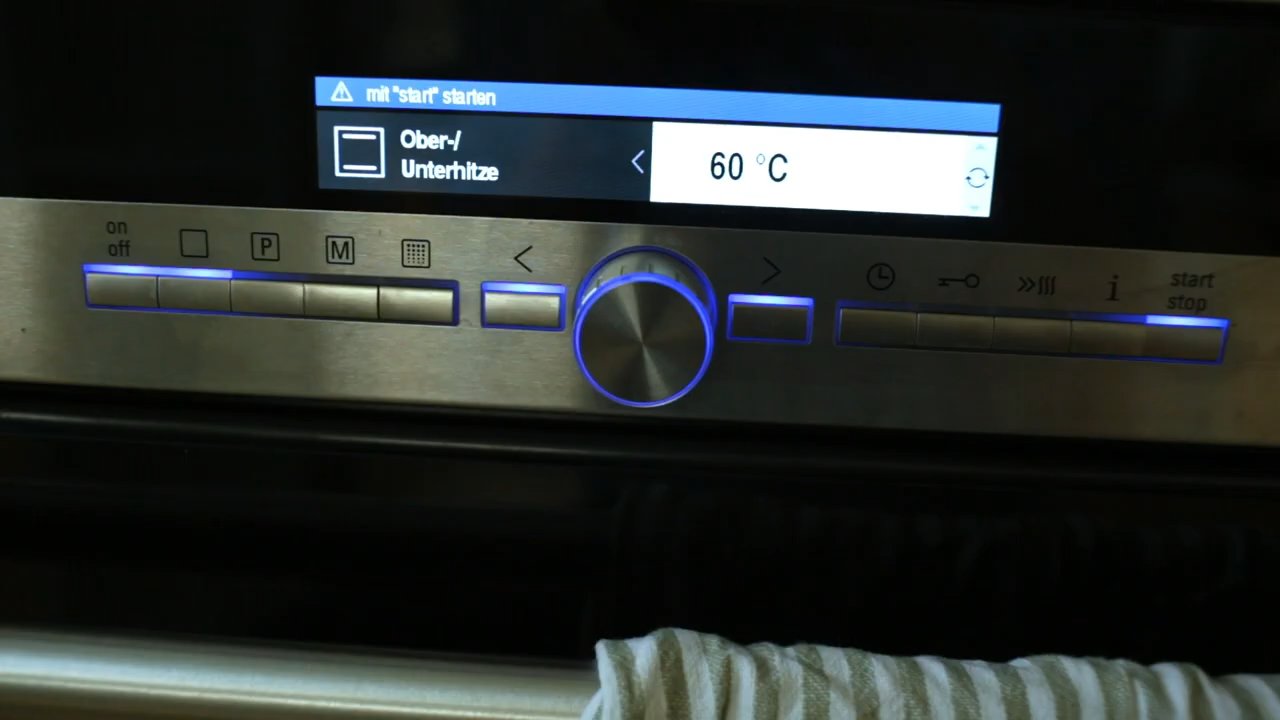 mit "start" starten
Ober-/
Unterhitze
60 °C
on
off
P
M
i
start
stop